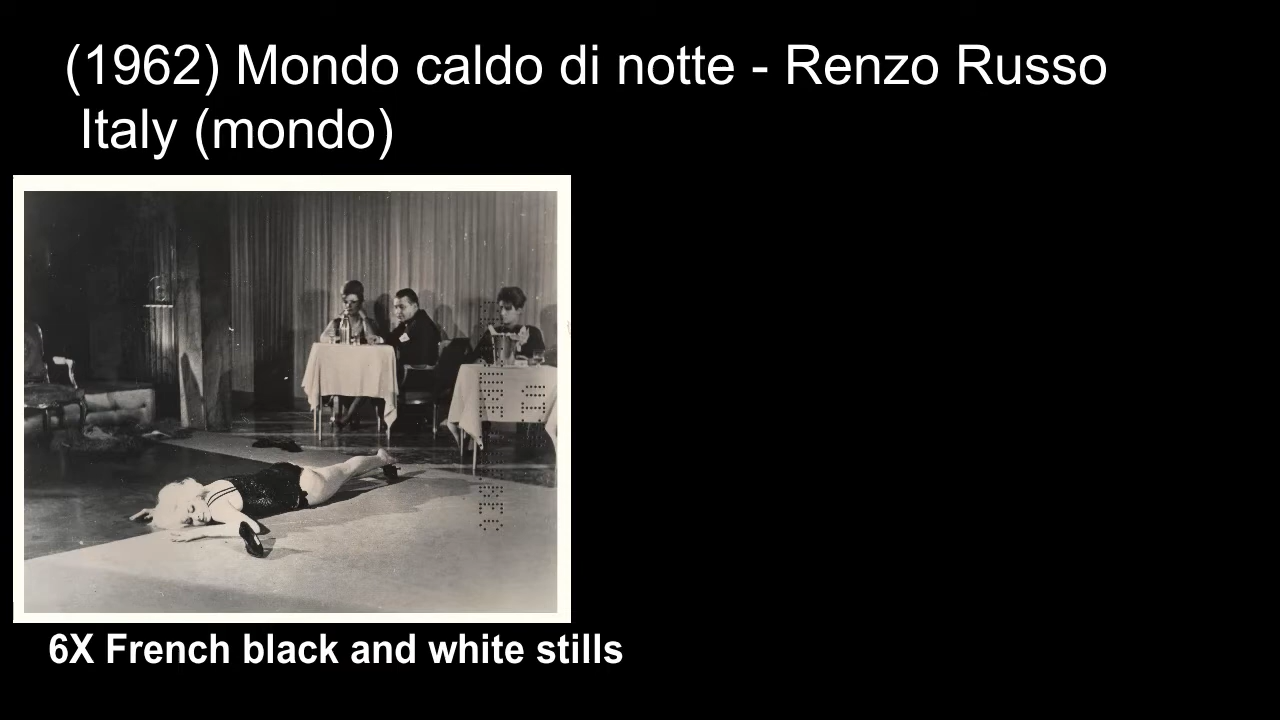 (1962) Mondo caldo di notte - Renzo Russo
Italy (mondo)
6X French black and white stills